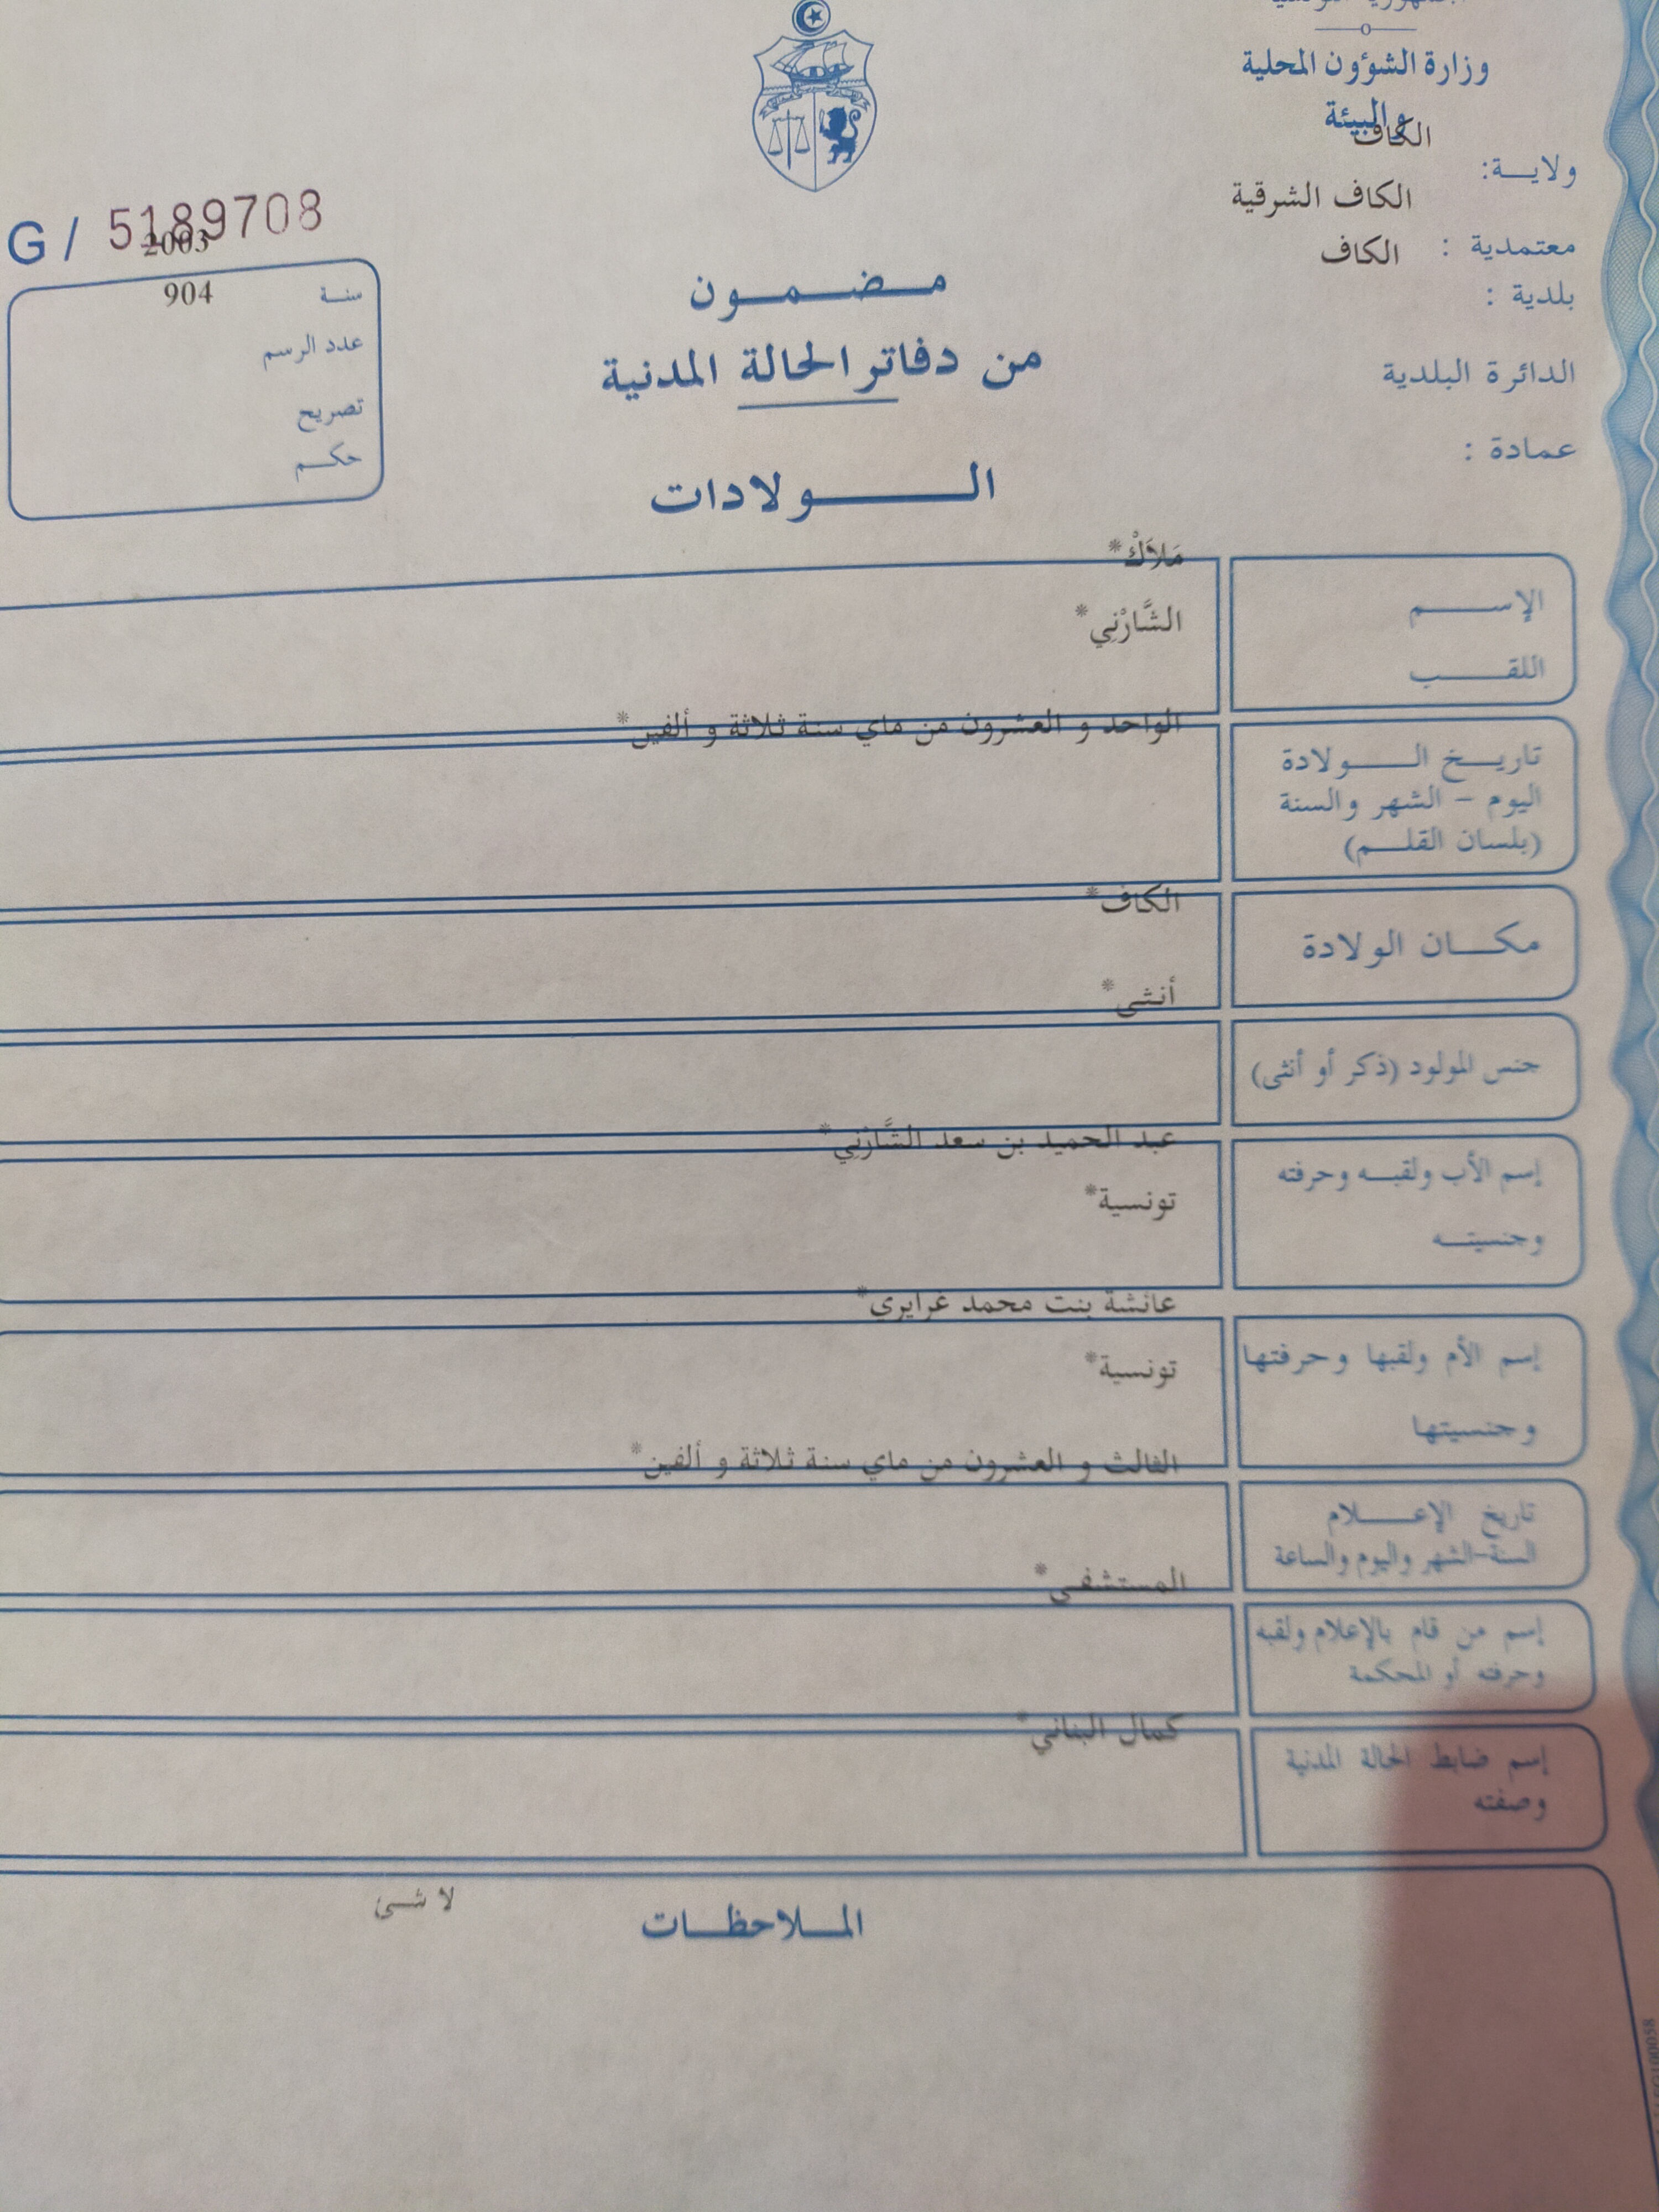 الجمهورية التونسية
وزارة الشؤون المحلية
والبيئة
ولاية: الكاف
معتمدية : الكاف الشرقية
بلدية : الكاف
الدائرة البلدية
عمادة :
G / 5189708
سنة 2003
عدد الرسم 904
تصريح
حكم
مضمون
من دفاتر الحالة المدنية
الولادات
الإسم مَلاَكْ*
اللقب الشَّارْنِي*
تاريخ الولادة الواحد و العشرون من ماي سنة ثلاثة و ألفين*
اليوم - الشهر والسنة
(بلسان القلم)
مكان الولادة الكاف*
جنس المولود (ذكر أو أنثى) أنثى*
إسم الأب ولقبه وحرفته عبد الحميد بن سعد الشَّارْنِي*
وجنسيته تونسية*
إسم الأم ولقبها وحرفتها عائشة بنت محمد غرايري*
وجنسيتها تونسية*
تاريخ الإعلام الثالث و العشرون من ماي سنة ثلاثة و ألفين*
السنة-الشهر واليوم والساعة
إسم من قام بالإعلام ولقبه المستشفى*
وحرفته أو المحكمة
إسم ضابط الحالة المدنية كمال البناني*
وصفته
الملاحظات لا شئ